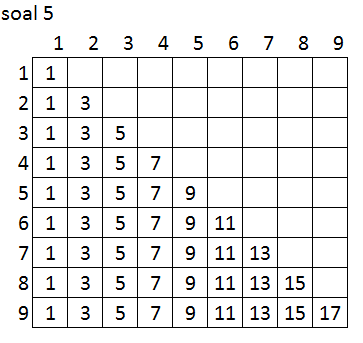 soal 5
1 2 3 4 5 6 7 8 9
1 1
2 1 3
3 1 3 5
4 1 3 5 7
5 1 3 5 7 9
6 1 3 5 7 9 11
7 1 3 5 7 9 11 13
8 1 3 5 7 9 11 13 15
9 1 3 5 7 9 11 13 15 17